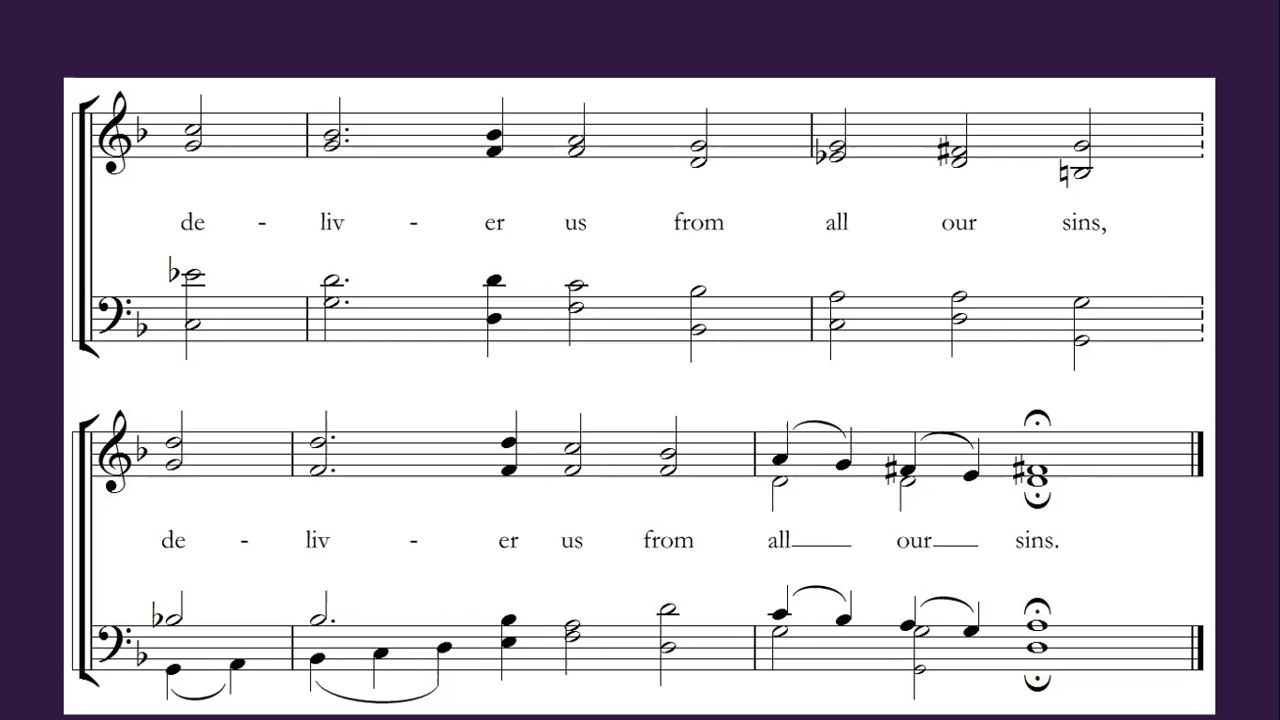 de - liv - er us from all our sins,
de - liv - er us from all our sins.